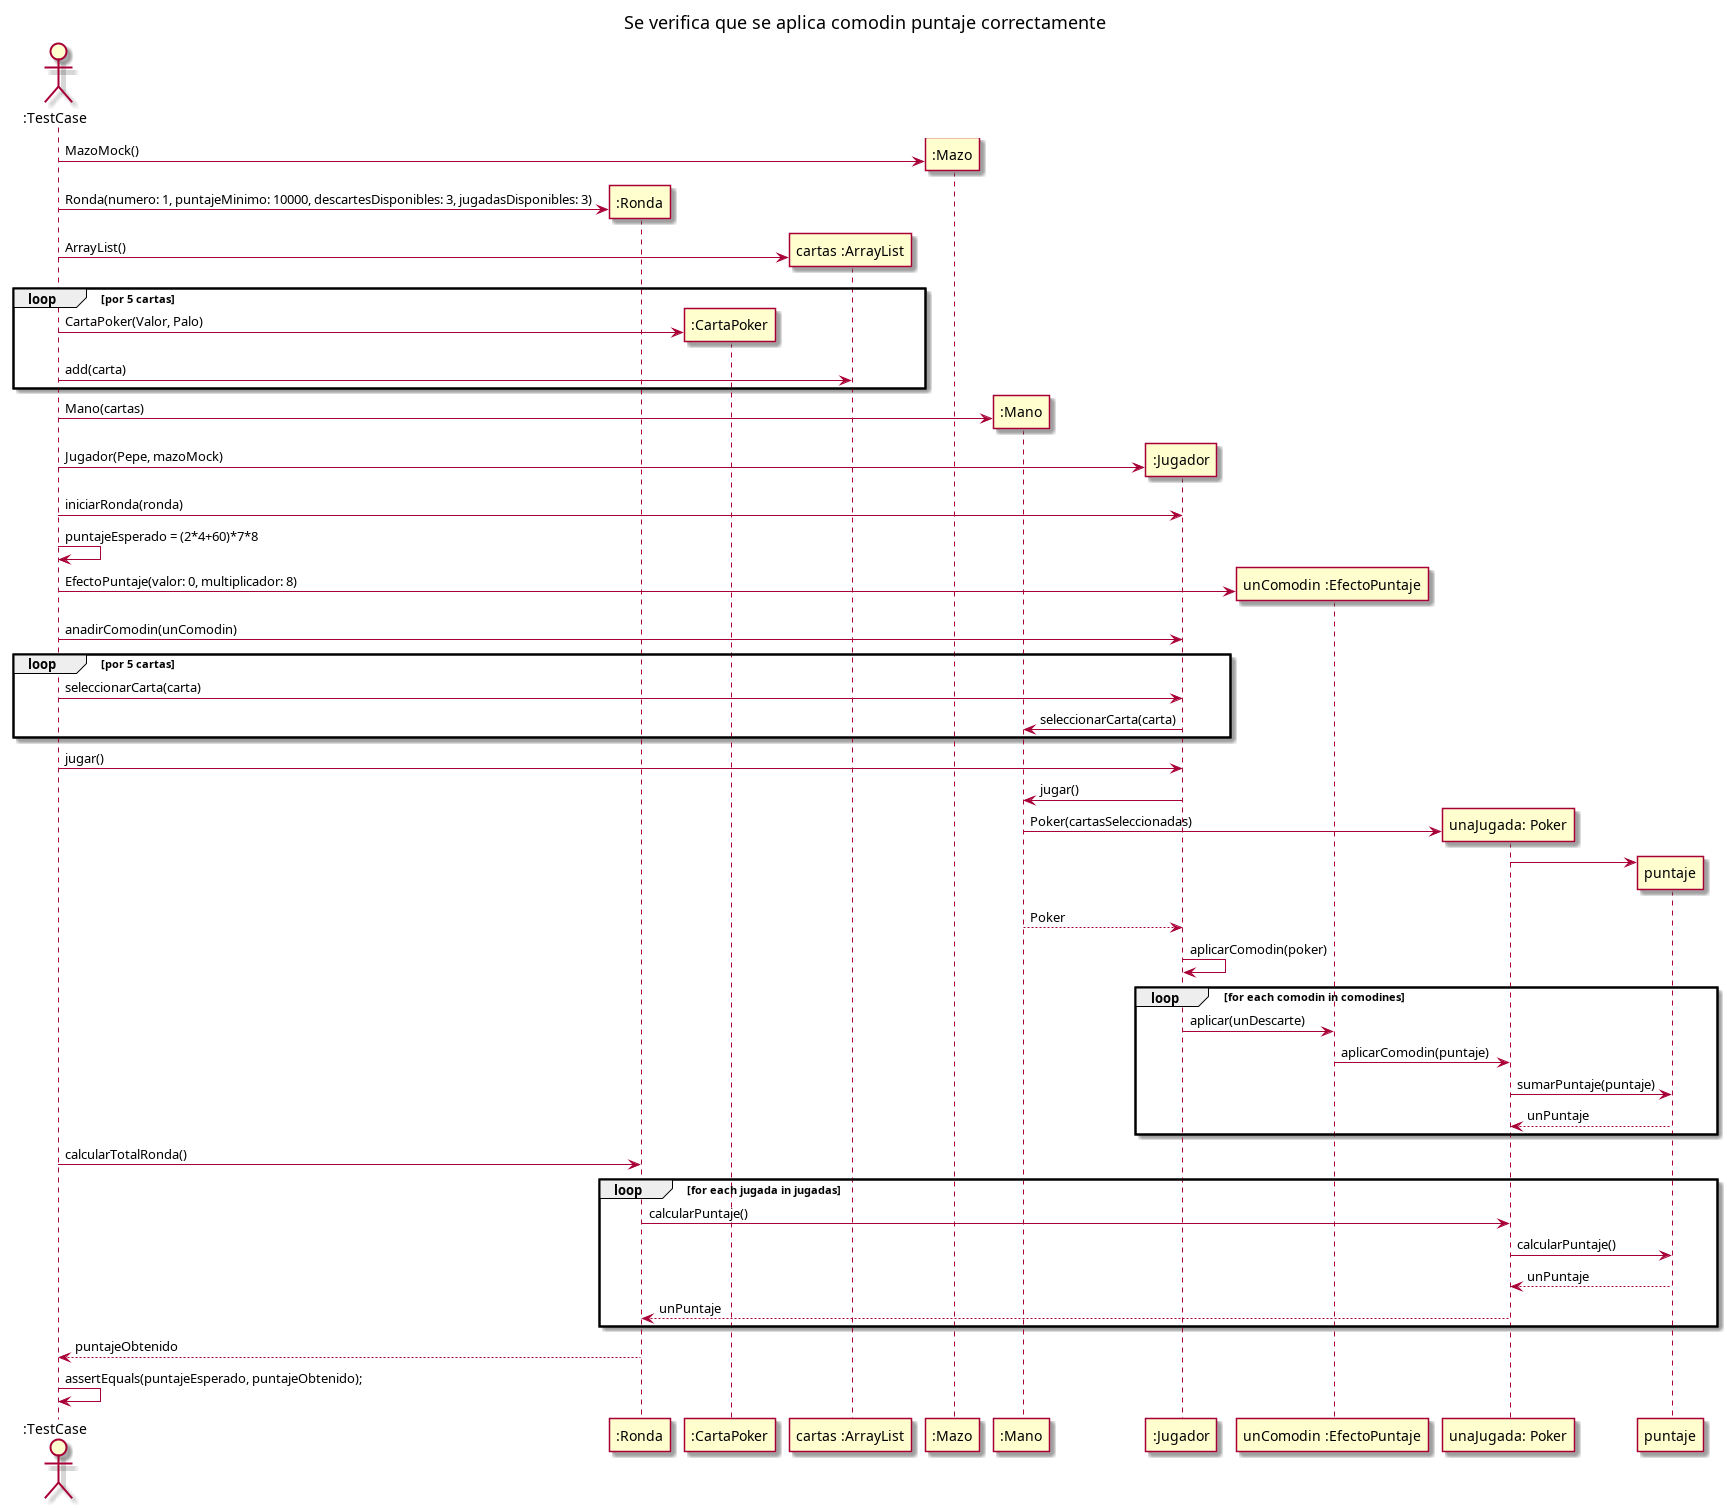 Se verifica que se aplica comodin puntaje correctamente
:TestCase
MazoMock()
:Mazo
Ronda(numero: 1, puntajeMinimo: 10000, descartesDisponibles: 3, jugadasDisponibles: 3)
:Ronda
ArrayList()
cartas :ArrayList
loop
[por 5 cartas]
CartaPoker(Valor, Palo)
:CartaPoker
add(carta)
Mano(cartas)
:Mano
Jugador(Pepe, mazoMock)
:Jugador
iniciarRonda(ronda)
puntajeEsperado = (2*4+60)*7*8
EfectoPuntaje(valor: 0, multiplicador: 8)
unComodin :EfectoPuntaje
anadirComodin(unComodin)
loop
[por 5 cartas]
seleccionarCarta(carta)
seleccionarCarta(carta)
jugar()
jugar()
Poker(cartasSeleccionadas)
unaJugada: Poker
puntaje
Poker
aplicarComodin(poker)
loop
[for each comodin in comodines]
aplicar(unDescarte)
aplicarComodin(puntaje)
sumarPuntaje(puntaje)
unPuntaje
calcularTotalRonda()
loop
[for each jugada in jugadas]
calcularPuntaje()
calcularPuntaje()
unPuntaje
unPuntaje
puntajeObtenido
assertEquals(puntajeEsperado, puntajeObtenido);
:TestCase
:Ronda
:CartaPoker
cartas :ArrayList
:Mazo
:Mano
:Jugador
unComodin :EfectoPuntaje
unaJugada: Poker
puntaje